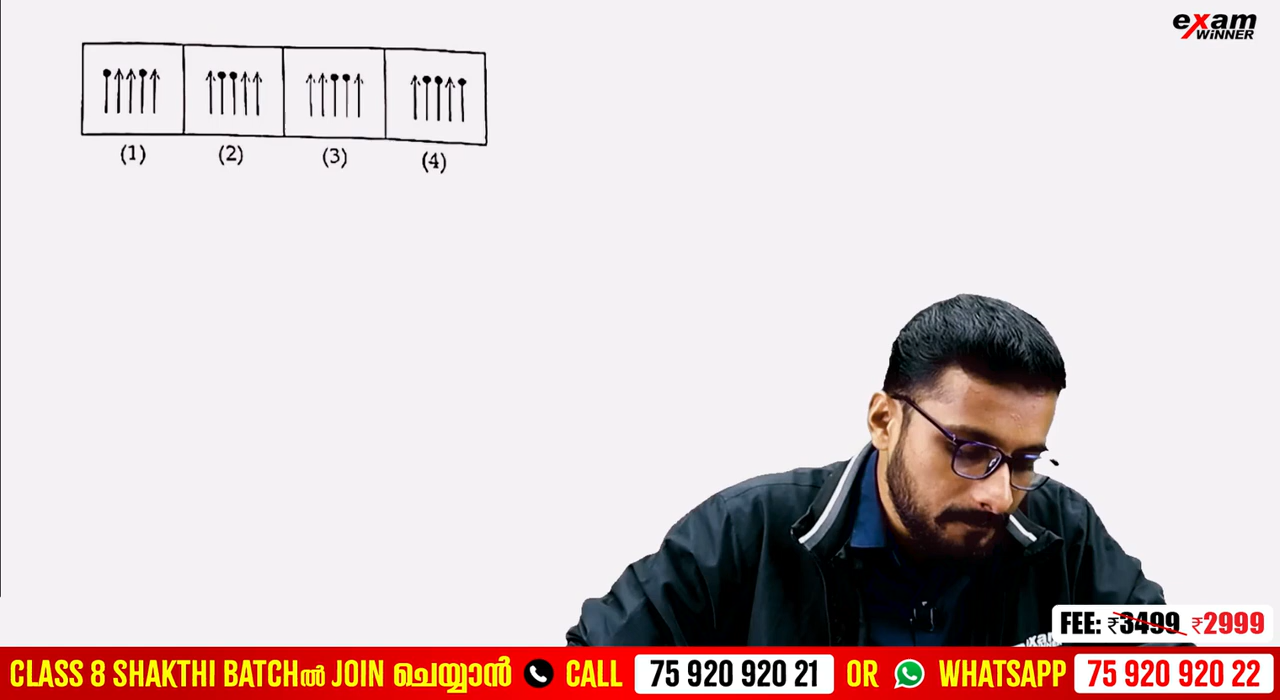 exam
WiNNER
(1) (2) (3) (4)
FEE: ₹3499 ₹2999
CLASS 8 SHAKTHI BATCHൽ JOIN ചെയ്യാൻ CALL 75 920 920 21 OR WHATSAPP 75 920 920 22